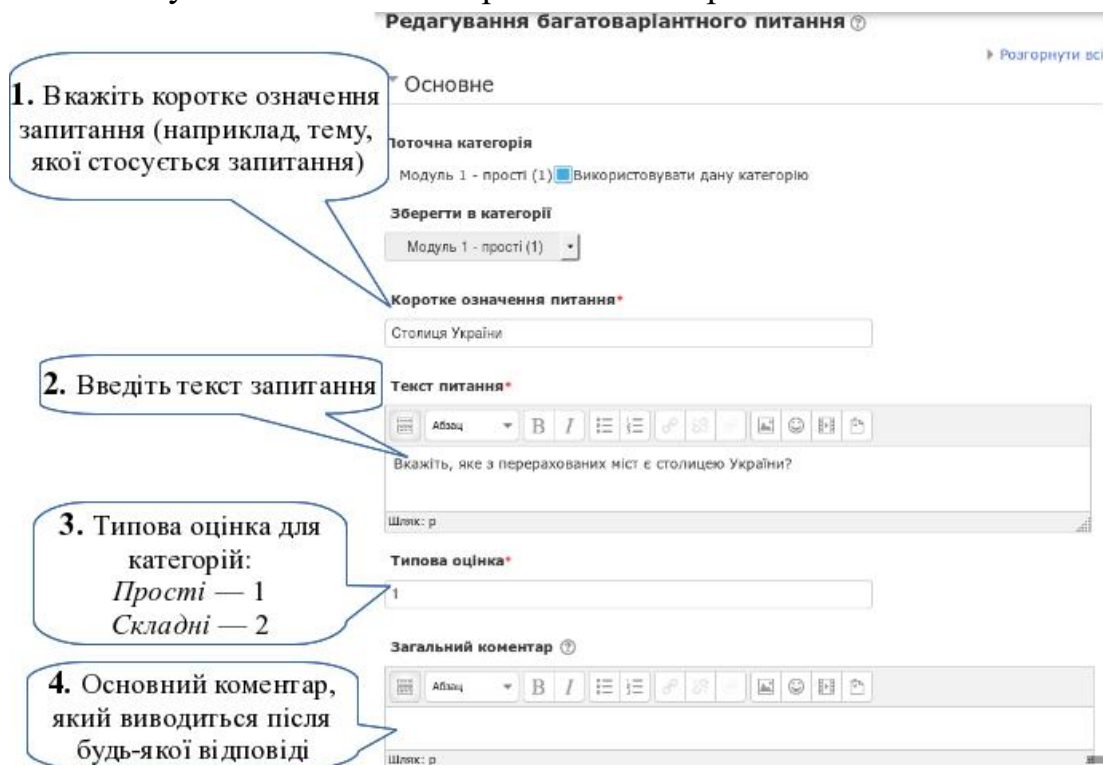 Редагування багатоваріантного питання
Розгорнути всі
Основне
1. Вкажіть коротке означення
запитання (наприклад, тему,
якої стосується запитання)
Поточна категорія
Модуль 1 - прості (1) Використовувати дану категорію
Зберегти в категорії
Модуль 1 - прості (1)
Коротке означення питання*
Столиця України
2. Введіть текст запитання
Текст питання*
Абзац B I
Вкажіть, яке з перерахованих міст є столицею України?
Шлях: p
3. Типова оцінка для
категорій:
Прості — 1
Складні — 2
Типова оцінка*
1
Загальний коментар
4. Основний коментар,
який виводиться після
будь-якої відповіді
Абзац B I
Шлях: p